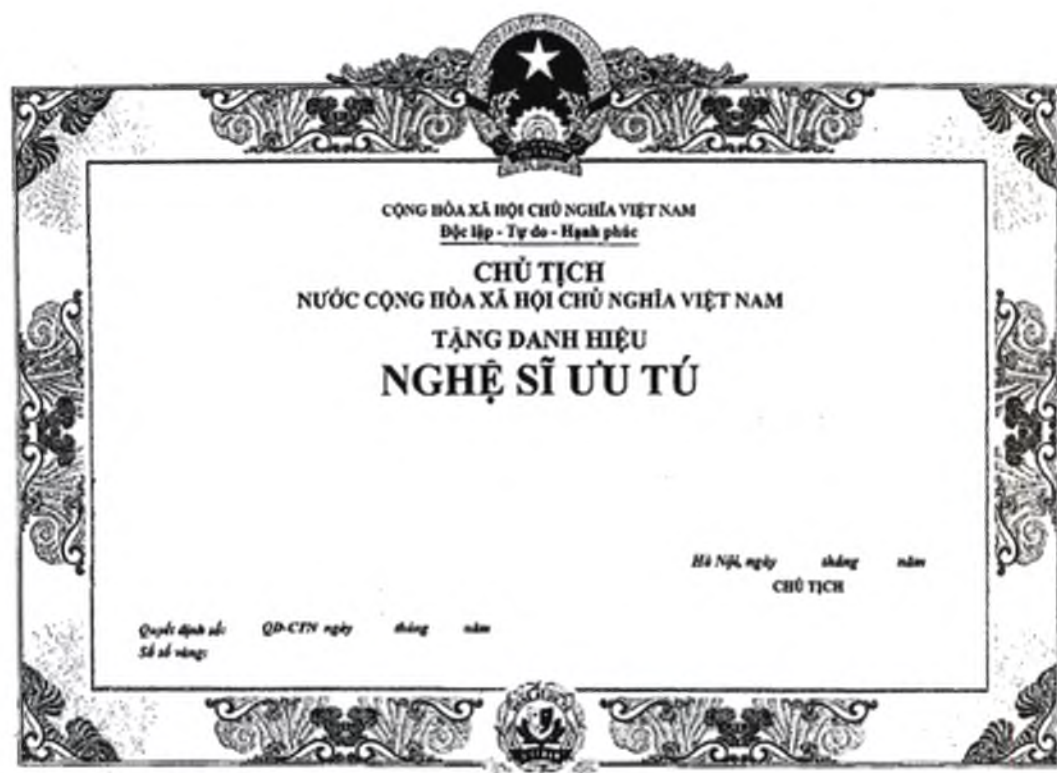 CỘNG HÒA XÃ HỘI CHỦ NGHĨA VIỆT NAM
Độc lập - Tự do - Hạnh phúc
CHỦ TỊCH
NƯỚC CỘNG HÒA XÃ HỘI CHỦ NGHĨA VIỆT NAM
TẶNG DANH HIỆU
NGHỆ SĨ ƯU TÚ
Hà Nội, ngày tháng năm
CHỦ TỊCH
Quyết định số: QĐ-CTN ngày tháng năm
Số sổ vàng: